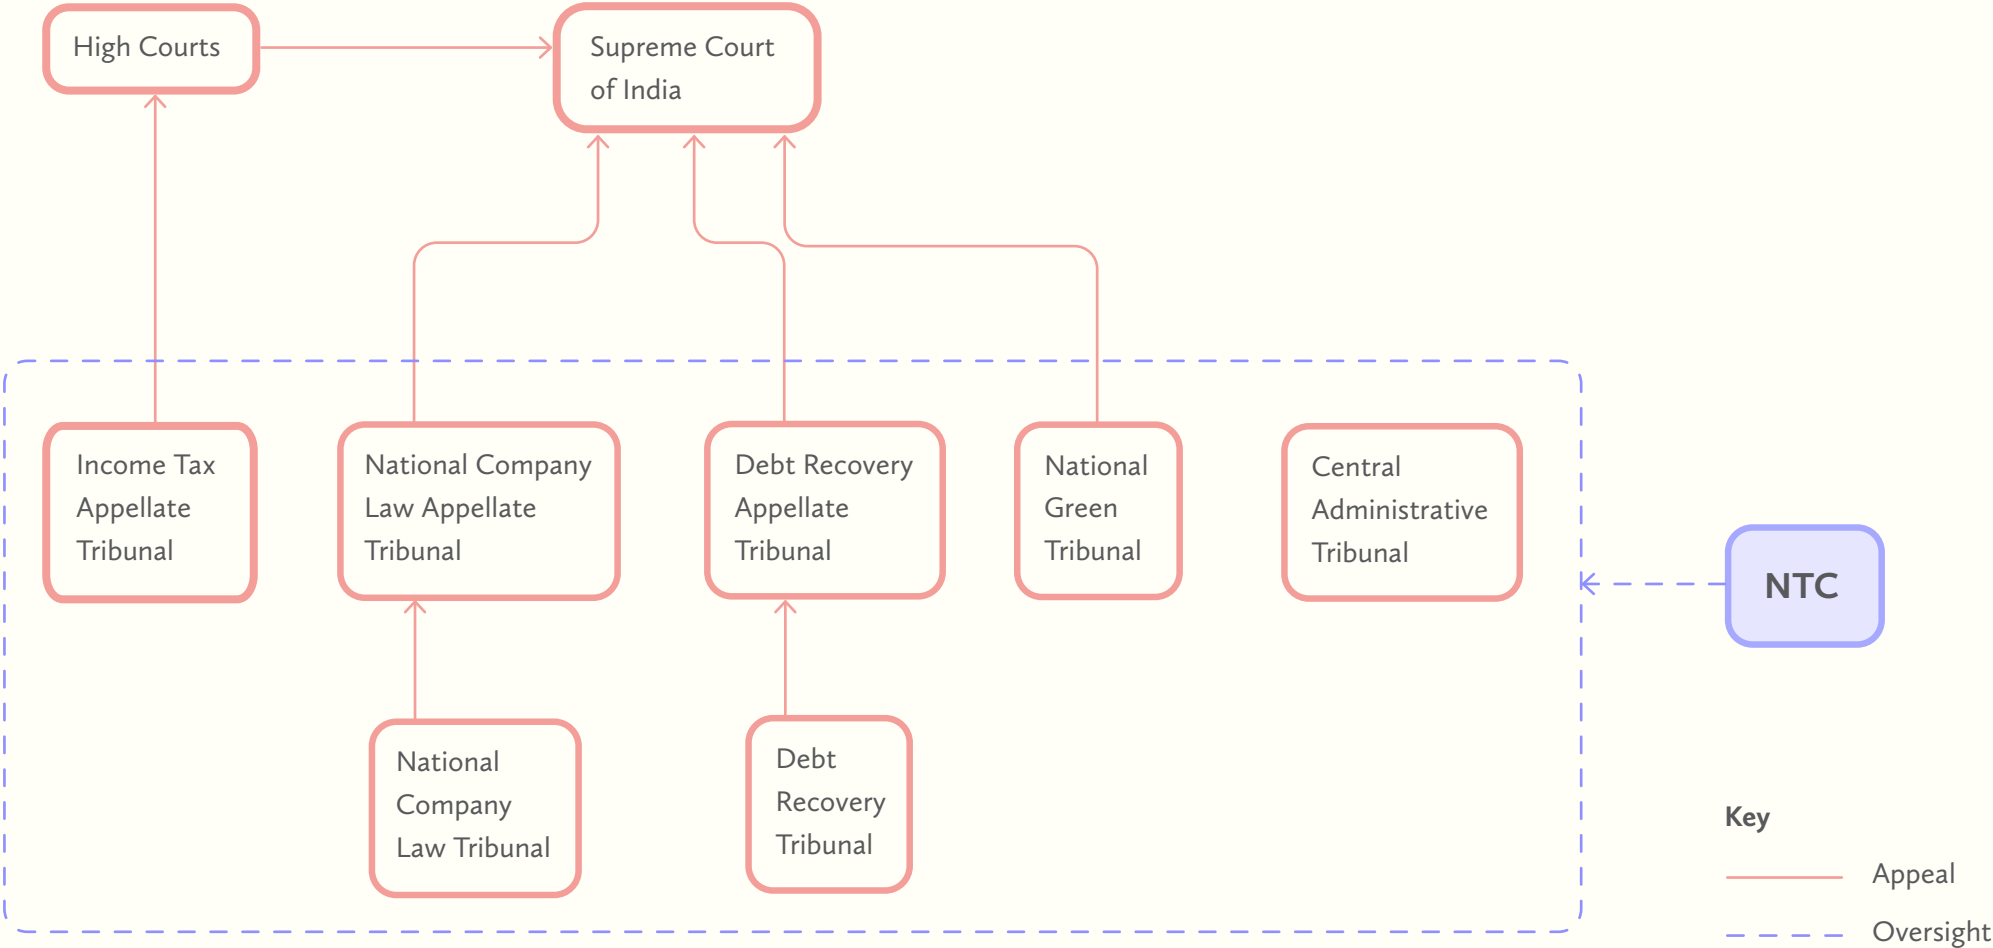 High Courts
Supreme Court
of India
Income Tax
Appellate
Tribunal
National Company
Law Appellate
Tribunal
Debt Recovery
Appellate
Tribunal
National
Green
Tribunal
Central
Administrative
Tribunal
NTC
National
Company
Law Tribunal
Debt
Recovery
Tribunal
Key
Appeal
Oversight